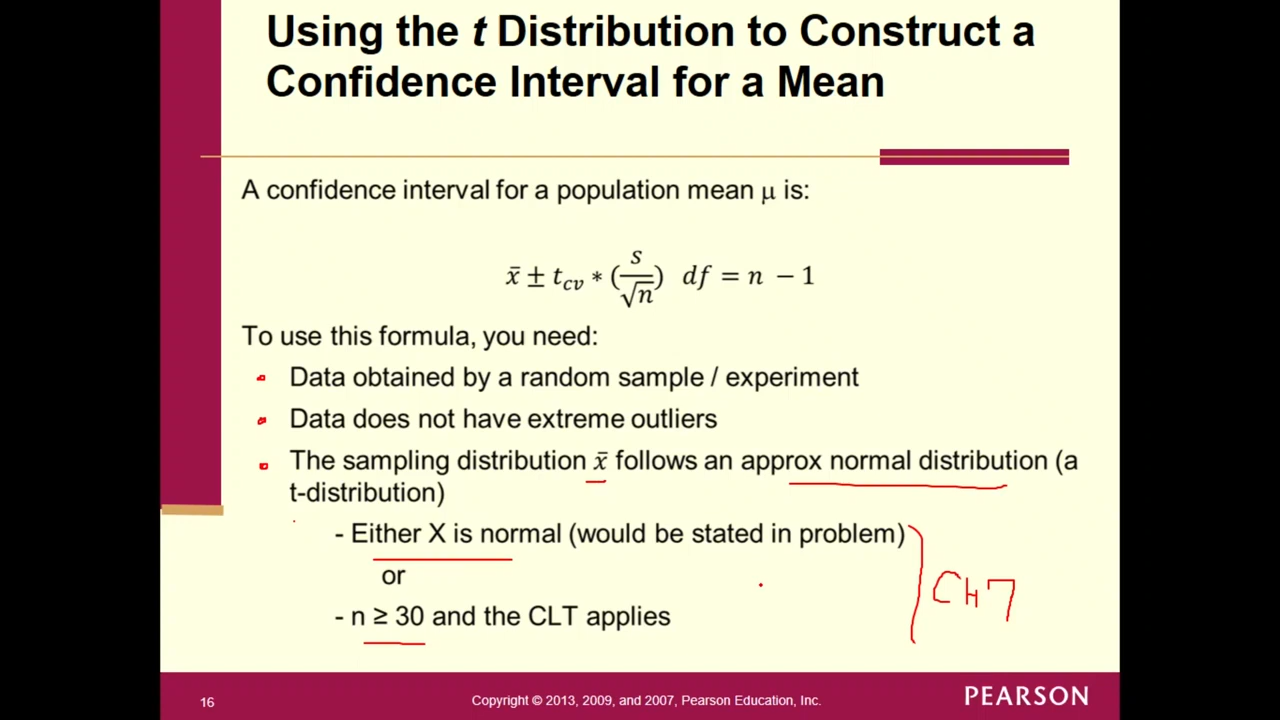 Using the t Distribution to Construct a
Confidence Interval for a Mean
A confidence interval for a population mean μ is:
x̄ ± t_cv * (s/√n) df = n − 1
To use this formula, you need:
Data obtained by a random sample / experiment
Data does not have extreme outliers
The sampling distribution x̄ follows an approx normal distribution (a
t-distribution)
- Either X is normal (would be stated in problem)
or
- n ≥ 30 and the CLT applies
Ch 7
16
Copyright © 2013, 2009, and 2007, Pearson Education, Inc.
PEARSON